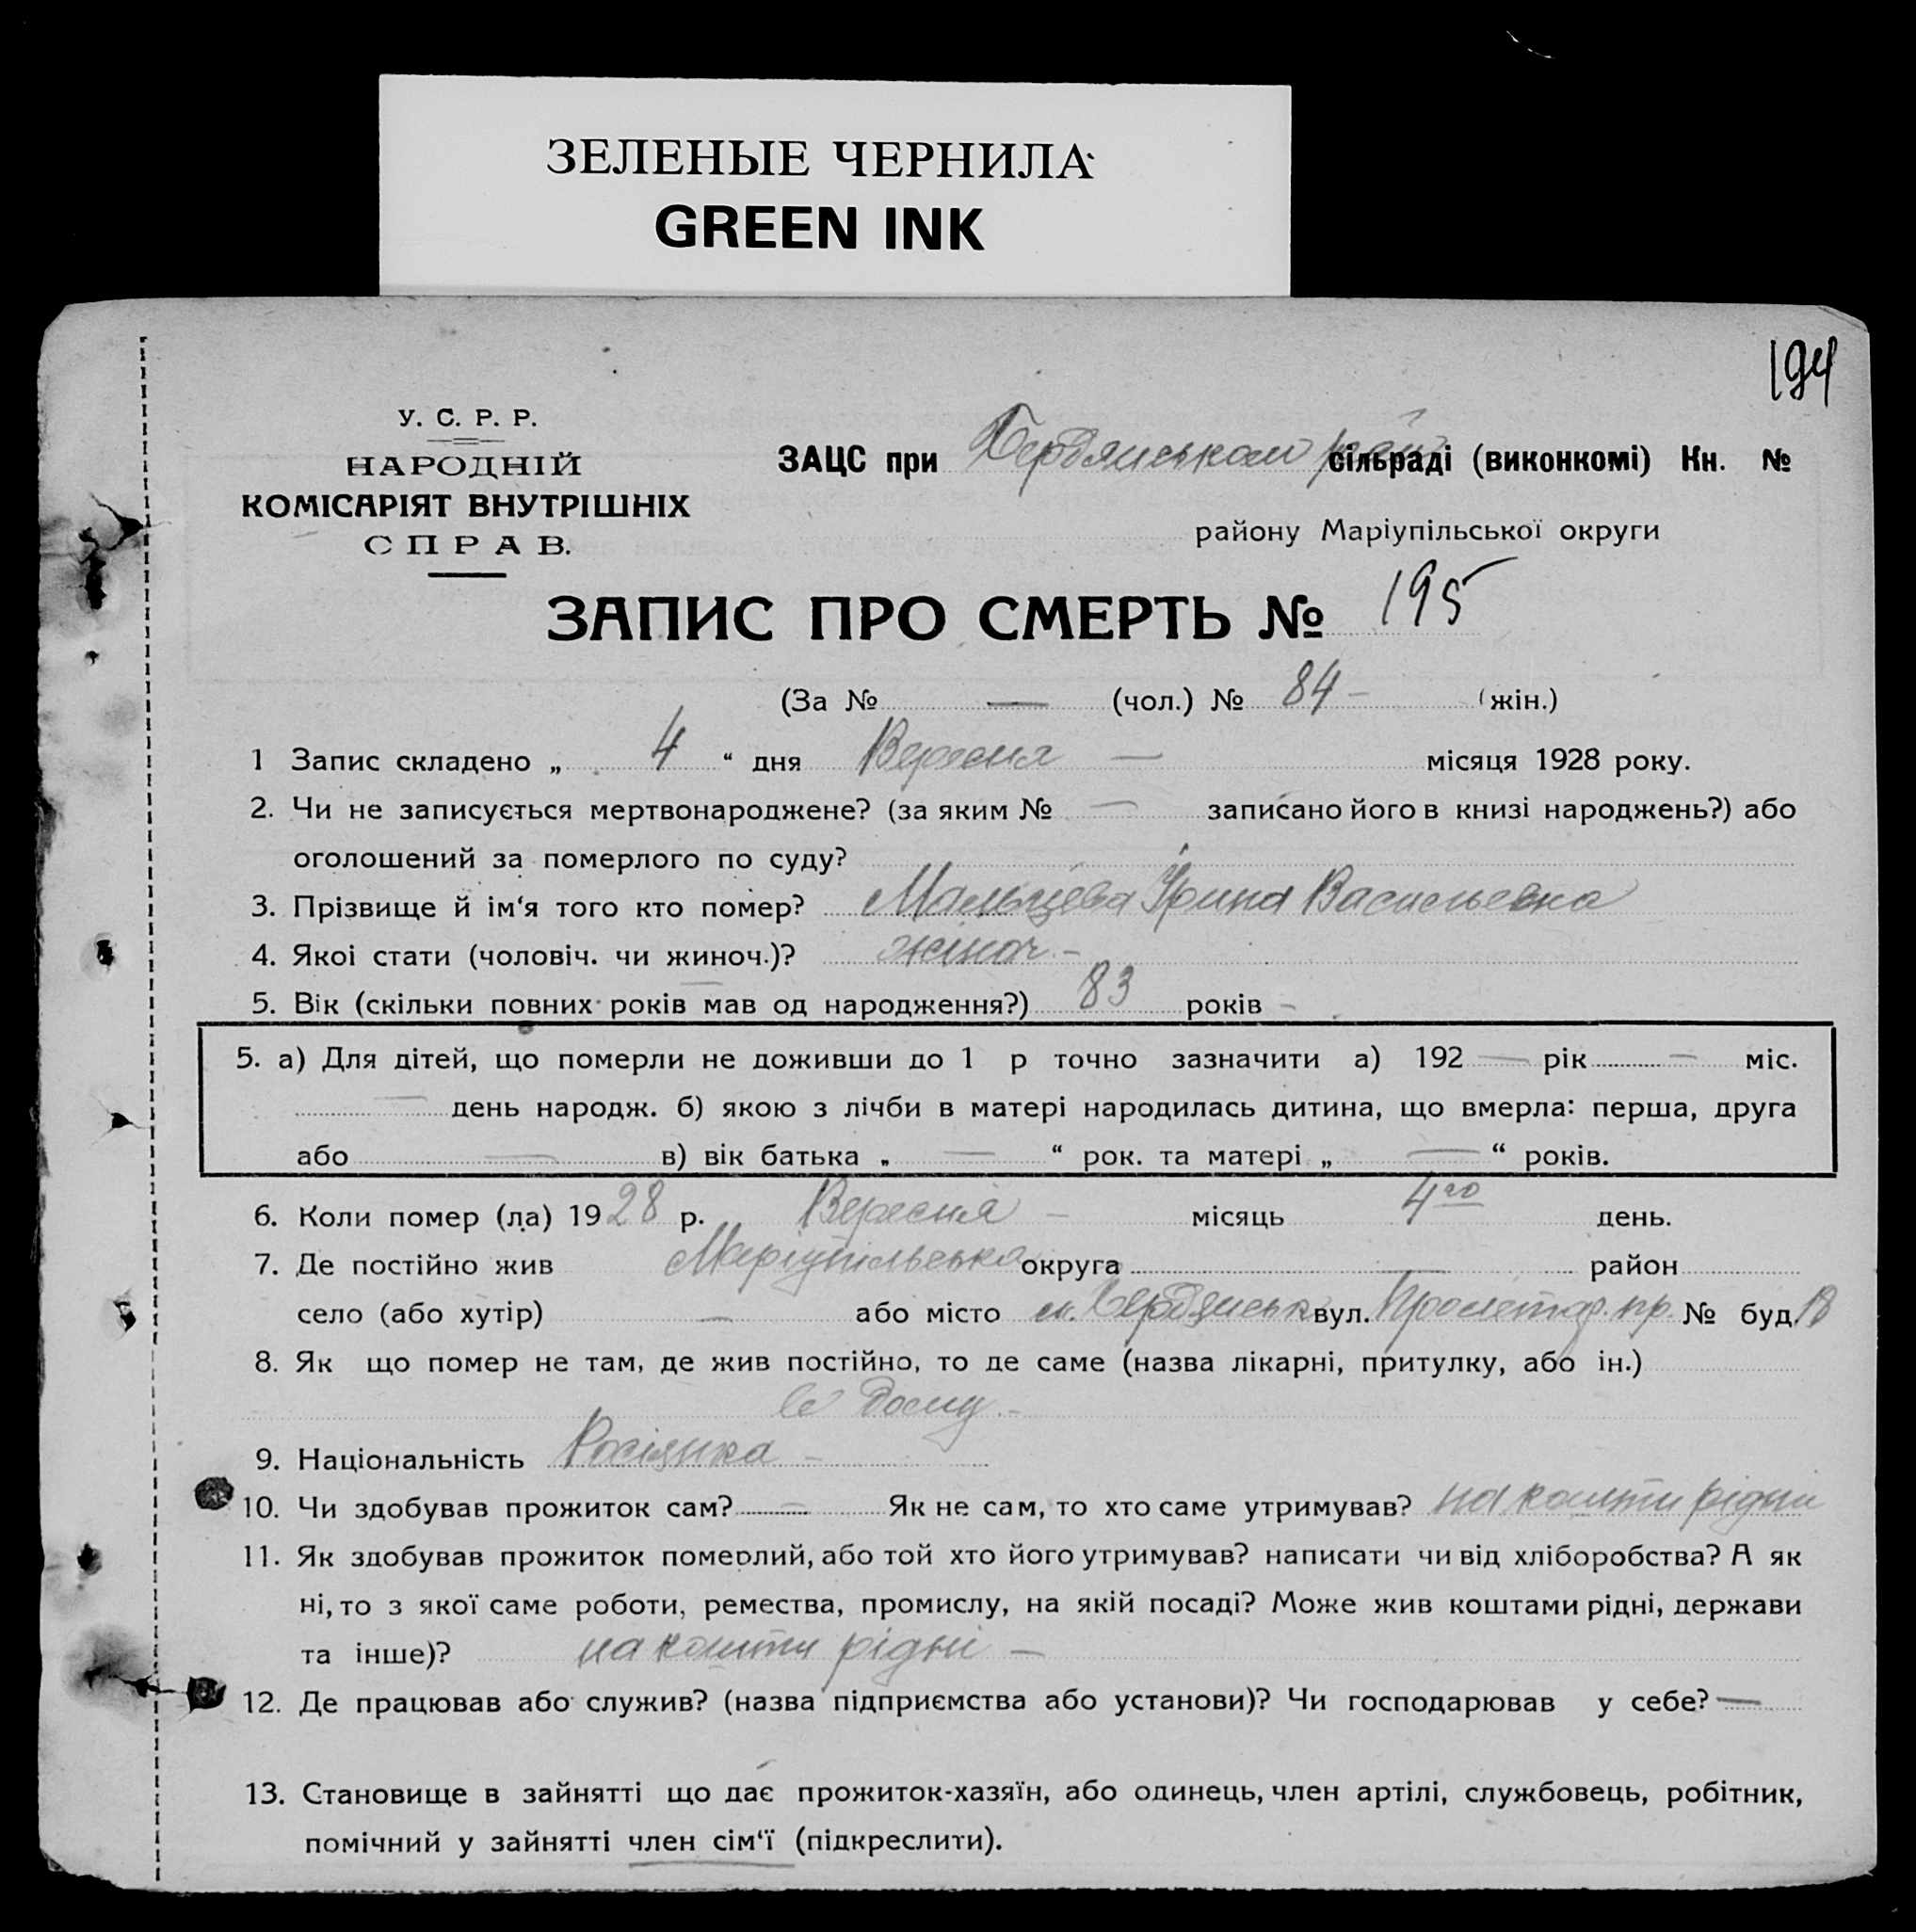 ЗЕЛЕНЫЕ ЧЕРНИЛА
GREEN INK
194
У. С. Р. Р.
НАРОДНІЙ
КОМІСАРІЯТ ВНУТРІШНІХ
СПРАВ.
ЗАЦС при Бердянськом рай сільраді (виконкомі) Кн. №
району Маріупільської округи
ЗАПИС ПРО СМЕРТЬ № 195
(За № — (чол.) № 84 — (жін.)
1 Запис складено „ 4 “ дня Вересня — місяця 1928 року.
2. Чи не записується мертвонароджене? (за яким № — записано його в книзі народжень?) або
оголошений за померлого по суду?
3. Прізвище й ім‘я того кто помер? Мальцева Ирина Васильевна
4. Якоі стати (чоловіч. чи жиноч.)? жіноч —
5. Вік (скільки повних років мав од народження?) 83 років —
5. а) Для дітей, що померли не доживши до 1 р точно зазначити а) 192 — рік — міс.
— день народж. б) якою з лічби в матері народилась дитина, що вмерла: перша, друга
або — в) вік батька „ — “ рок. та матері „ — “ років.
6. Коли помер (ла) 1928 р. Вересня — місяць 4го день.
7. Де постійно жив Маріупільська округа — район
село (або хутір) — або місто м. Бердянськ вул. Пролетар. пр. № буд.
8. Як що помер не там, де жив постійно, то де саме (назва лікарні, притулку, або ін.)
в дому —
9. Національність Росіянка —
10. Чи здобував прожиток сам? — Як не сам, то хто саме утримував? на кошти рідні
11. Як здобував прожиток померлий, або той хто його утримував? написати чи від хліборобства? А як
ні, то з якої саме роботи, ремества, промислу, на якій посаді? Може жив коштами рідні, держави
та інше)? на кошти рідні —
12. Де працював або служив? (назва підприємства або установи)? Чи господарював у себе? —
13. Становище в зайнятті що дає прожиток-хазяїн, або одинець, член артілі, службовець, робітник,
помічний у зайнятті член сім‘ї (підкреслити).